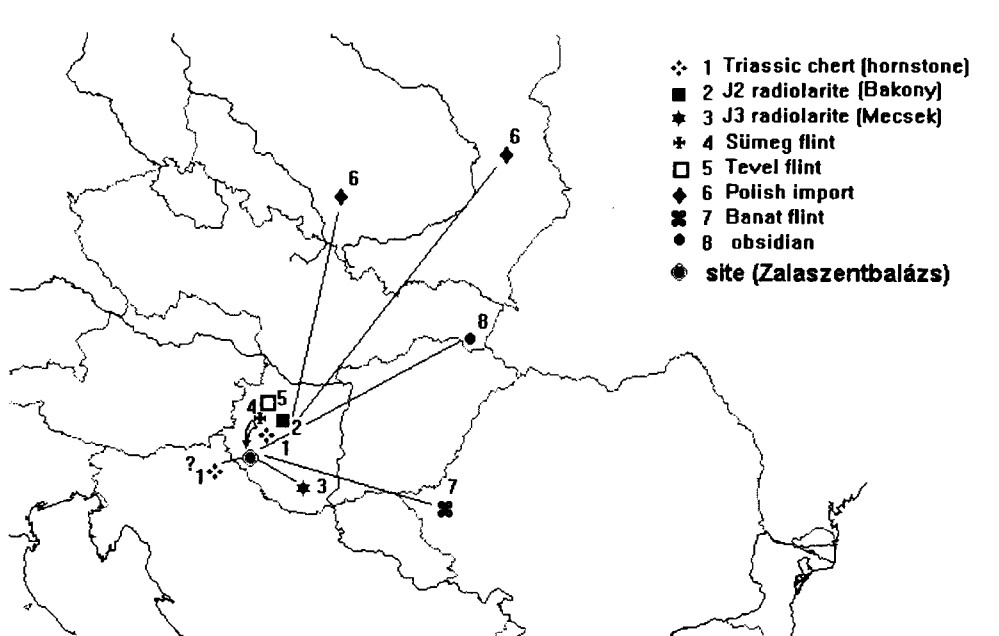 1 Triassic chert (hornstone)
2 J2 radiolarite (Bakony)
3 J3 radiolarite (Mecsek)
4 Sümeg flint
5 Tevel flint
6 Polish import
7 Banat flint
8 obsidian
site (Zalaszentbalázs)
6
6
8
5
4
2
1
? 1
3
7